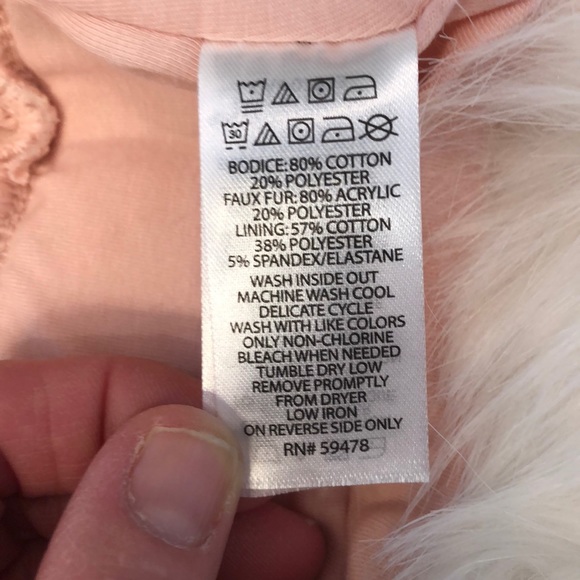 30
BODICE: 80% COTTON
20% POLYESTER
FAUX FUR: 80% ACRYLIC
20% POLYESTER
LINING: 57% COTTON
38% POLYESTER
5% SPANDEX/ELASTANE
WASH INSIDE OUT
MACHINE WASH COOL
DELICATE CYCLE
WASH WITH LIKE COLORS
ONLY NON-CHLORINE
BLEACH WHEN NEEDED
TUMBLE DRY LOW
REMOVE PROMPTLY
FROM DRYER
LOW IRON
ON REVERSE SIDE ONLY
RN# 59478